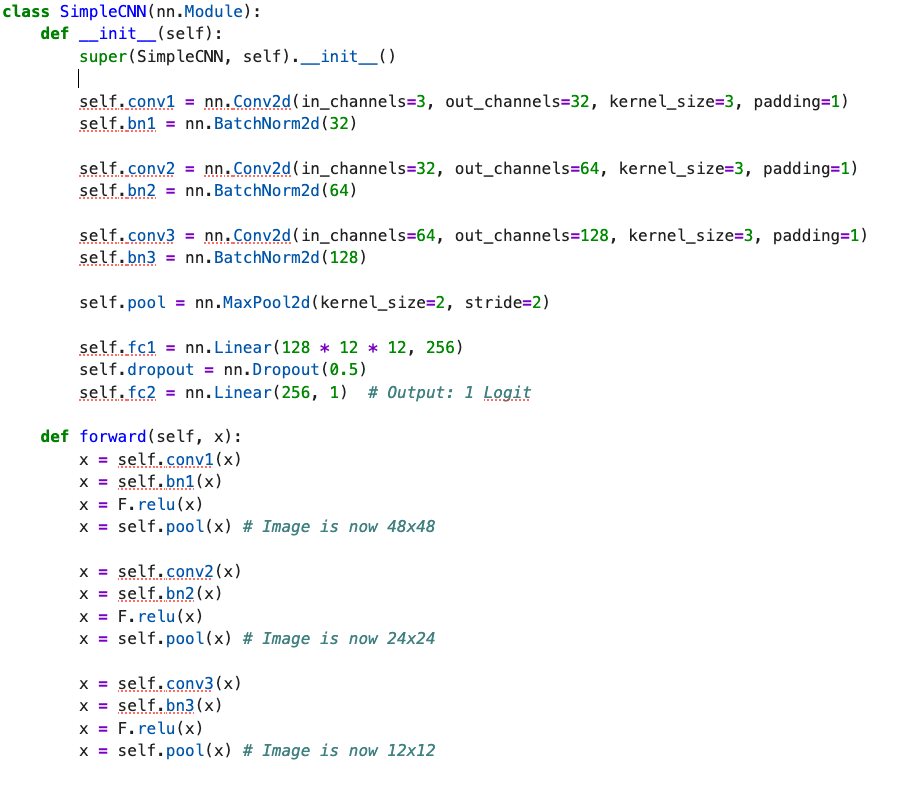 class SimpleCNN(nn.Module):
    def __init__(self):
        super(SimpleCNN, self).__init__()

        self.conv1 = nn.Conv2d(in_channels=3, out_channels=32, kernel_size=3, padding=1)
        self.bn1 = nn.BatchNorm2d(32)

        self.conv2 = nn.Conv2d(in_channels=32, out_channels=64, kernel_size=3, padding=1)
        self.bn2 = nn.BatchNorm2d(64)

        self.conv3 = nn.Conv2d(in_channels=64, out_channels=128, kernel_size=3, padding=1)
        self.bn3 = nn.BatchNorm2d(128)

        self.pool = nn.MaxPool2d(kernel_size=2, stride=2)

        self.fc1 = nn.Linear(128 * 12 * 12, 256)
        self.dropout = nn.Dropout(0.5)
        self.fc2 = nn.Linear(256, 1)  # Output: 1 Logit

    def forward(self, x):
        x = self.conv1(x)
        x = self.bn1(x)
        x = F.relu(x)
        x = self.pool(x) # Image is now 48x48

        x = self.conv2(x)
        x = self.bn2(x)
        x = F.relu(x)
        x = self.pool(x) # Image is now 24x24

        x = self.conv3(x)
        x = self.bn3(x)
        x = F.relu(x)
        x = self.pool(x) # Image is now 12x12